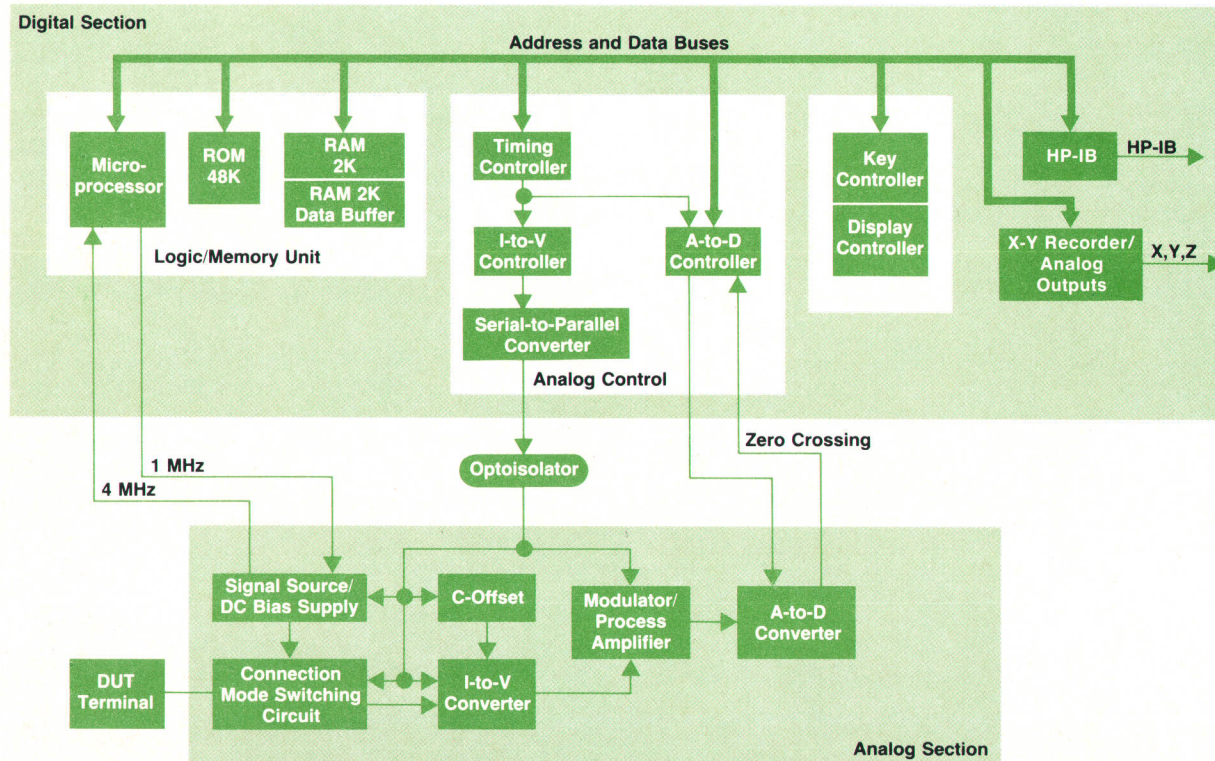 Digital Section
Address and Data Buses
Micro-
processor
ROM
48K
RAM
2K
RAM 2K
Data Buffer
Logic/Memory Unit
Timing
Controller
I-to-V
Controller
A-to-D
Controller
Serial-to-Parallel
Converter
Analog Control
Key
Controller
Display
Controller
HP-IB
HP-IB
X-Y Recorder/
Analog
Outputs
X,Y,Z
1 MHz
4 MHz
Optoisolator
Zero Crossing
Signal Source/
DC Bias Supply
C-Offset
Modulator/
Process
Amplifier
A-to-D
Converter
DUT
Terminal
Connection
Mode Switching
Circuit
I-to-V
Converter
Analog Section